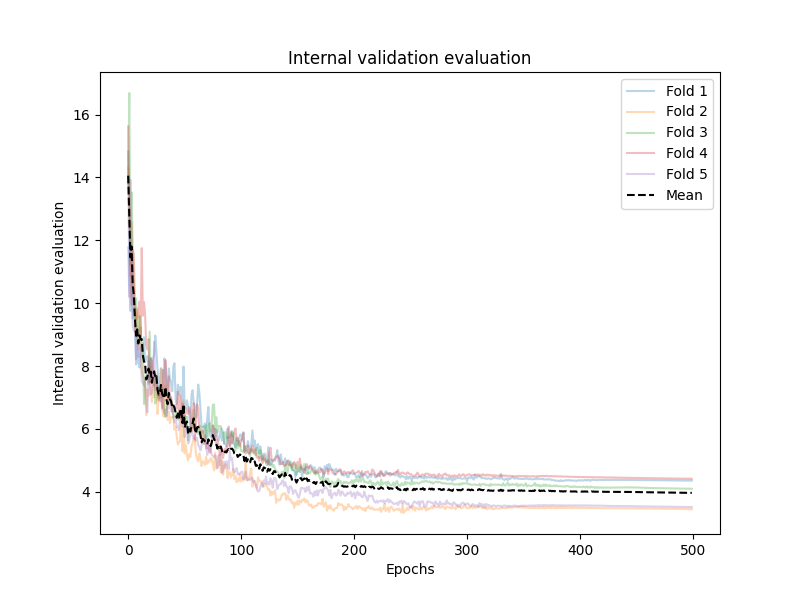 Internal validation evaluation
Internal validation evaluation
16
14
12
10
8
6
4
0
100
200
300
400
500
Epochs
Fold 1
Fold 2
Fold 3
Fold 4
Fold 5
Mean